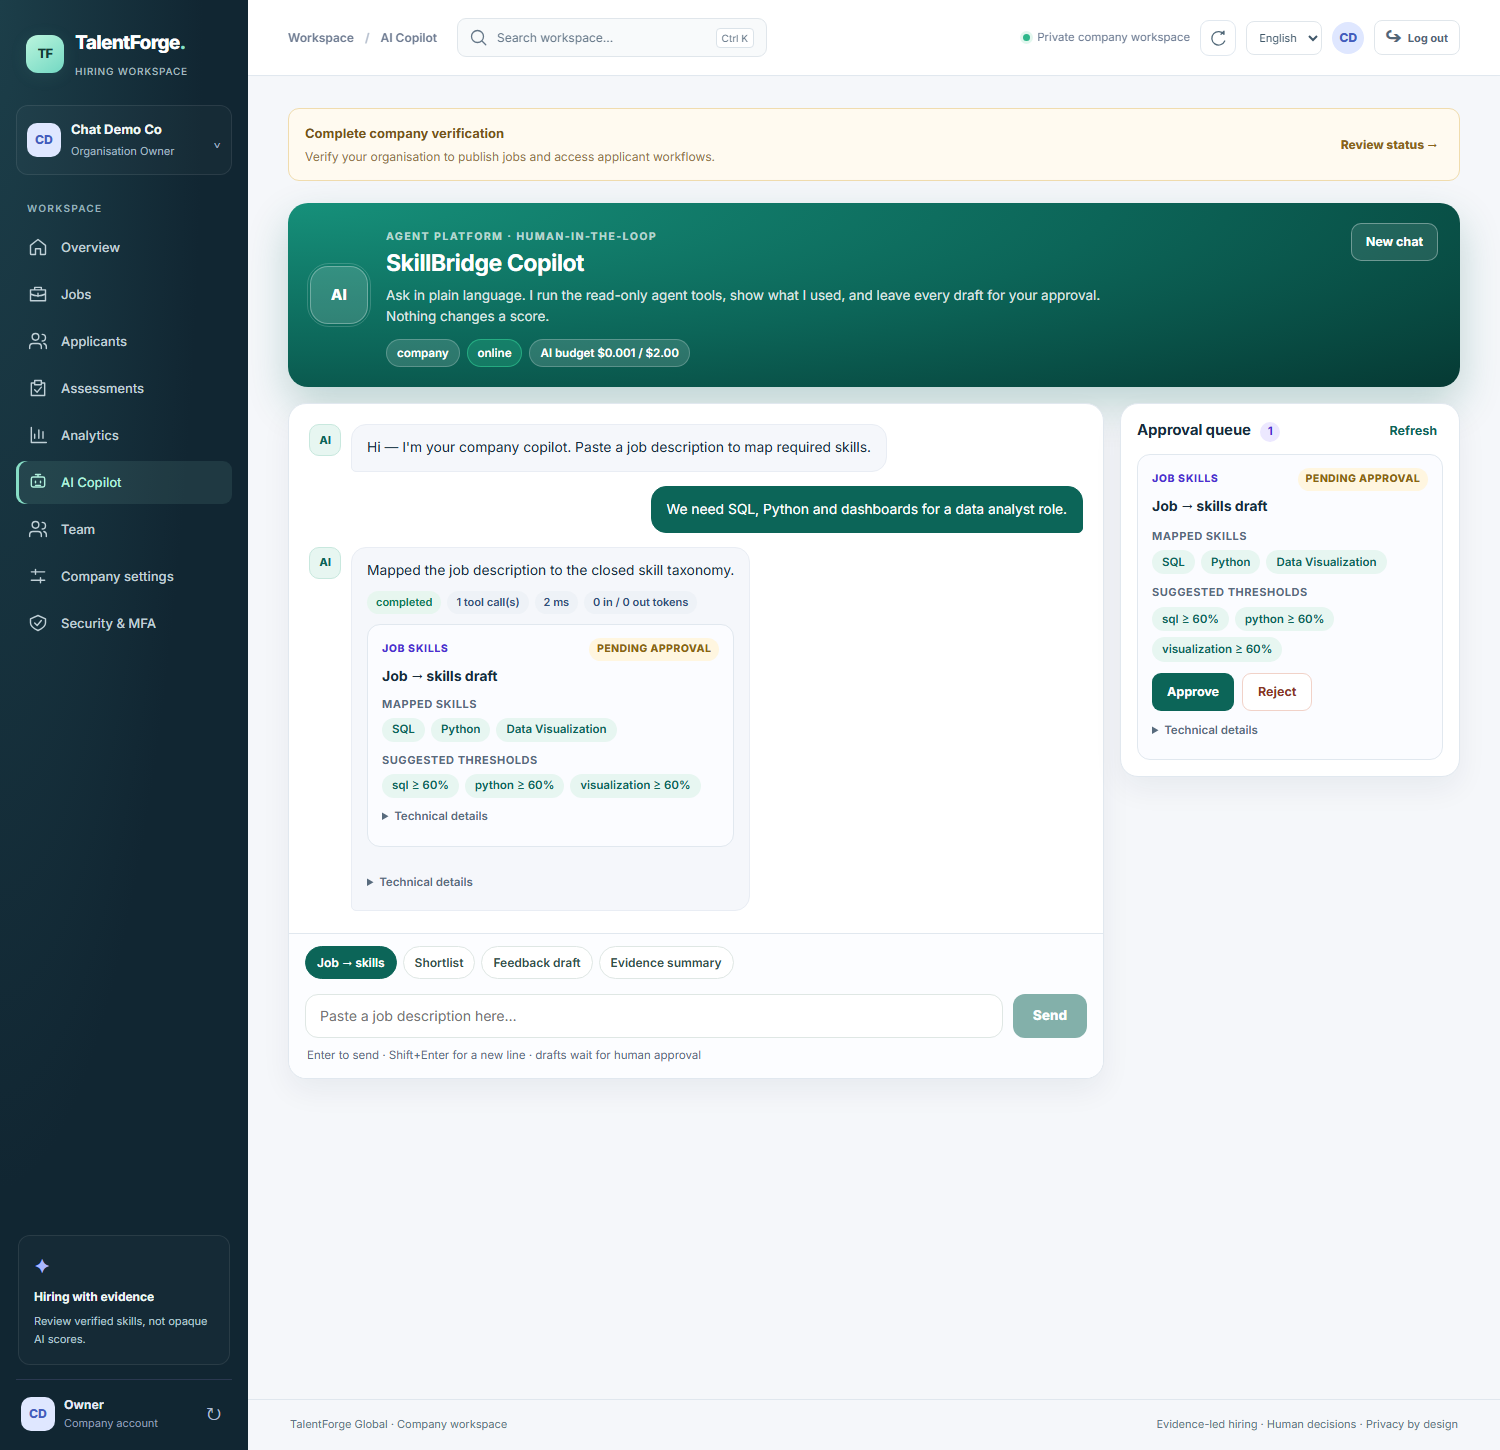 TF
TalentForge.
HIRING WORKSPACE
CD
Chat Demo Co
Organisation Owner
WORKSPACE
Overview
Jobs
Applicants
Assessments
Analytics
AI Copilot
Team
Company settings
Security & MFA
Hiring with evidence
Review verified skills, not opaque
AI scores.
CD
Owner
Company account
Workspace / AI Copilot
Search workspace...
Ctrl K
Private company workspace
English
CD
Log out
Complete company verification
Verify your organisation to publish jobs and access applicant workflows.
Review status →
AI
AGENT PLATFORM · HUMAN-IN-THE-LOOP
SkillBridge Copilot
Ask in plain language. I run the read-only agent tools, show what I used, and leave every draft for your approval.
Nothing changes a score.
company
online
AI budget $0.001 / $2.00
New chat
AI
Hi — I'm your company copilot. Paste a job description to map required skills.
We need SQL, Python and dashboards for a data analyst role.
AI
Mapped the job description to the closed skill taxonomy.
completed
1 tool call(s)
2 ms
0 in / 0 out tokens
JOB SKILLS
PENDING APPROVAL
Job → skills draft
MAPPED SKILLS
SQL
Python
Data Visualization
SUGGESTED THRESHOLDS
sql ≥ 60%
python ≥ 60%
visualization ≥ 60%
Technical details
Technical details
Job → skills
Shortlist
Feedback draft
Evidence summary
Paste a job description here...
Send
Enter to send · Shift+Enter for a new line · drafts wait for human approval
Approval queue
1
Refresh
JOB SKILLS
PENDING APPROVAL
Job → skills draft
MAPPED SKILLS
SQL
Python
Data Visualization
SUGGESTED THRESHOLDS
sql ≥ 60%
python ≥ 60%
visualization ≥ 60%
Approve
Reject
Technical details
TalentForge Global · Company workspace
Evidence-led hiring · Human decisions · Privacy by design